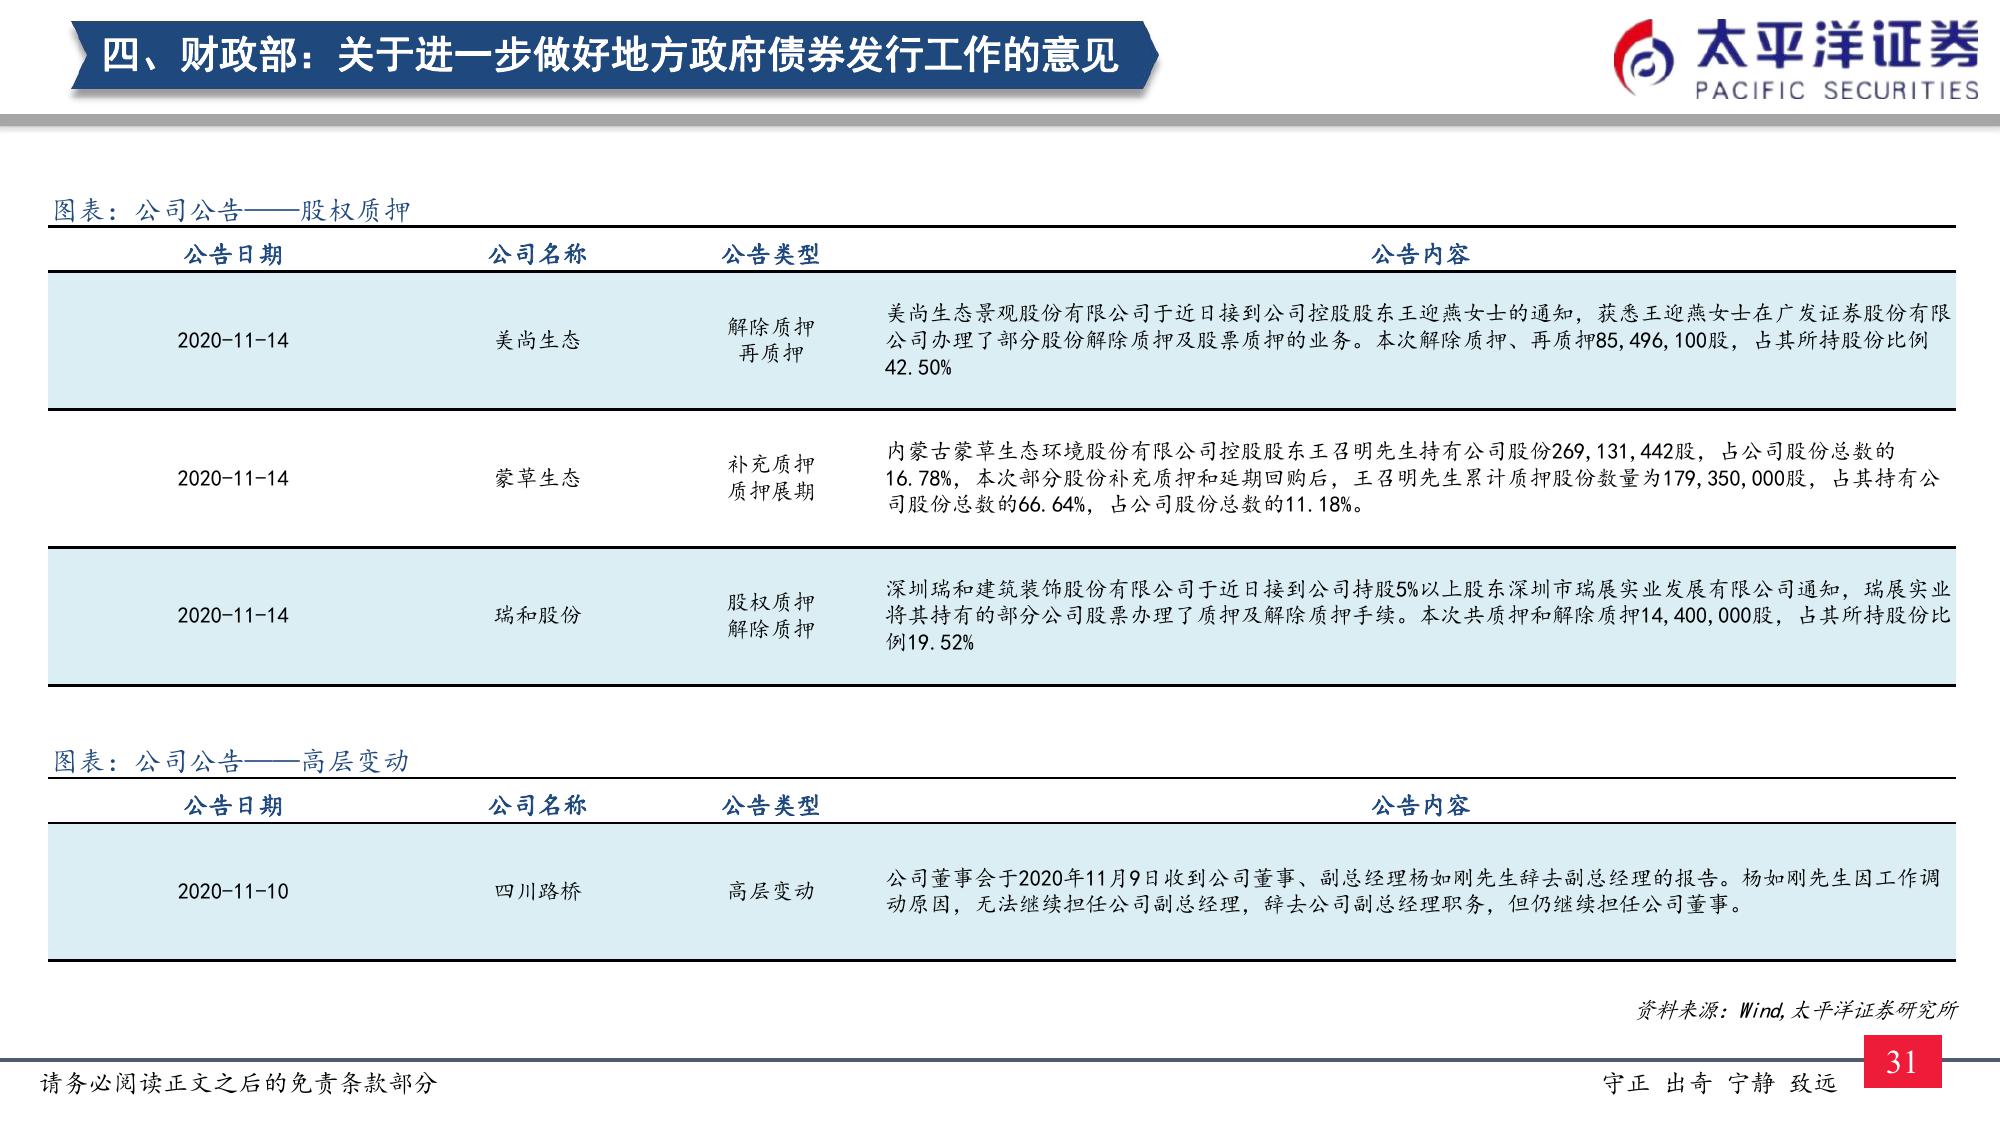 四、财政部：关于进一步做好地方政府债券发行工作的意见
太平洋证券
PACIFIC SECURITIES
图表：公司公告——股权质押
公告日期 公司名称 公告类型 公告内容
2020-11-14 美尚生态 解除质押
再质押
美尚生态景观股份有限公司于近日接到公司控股股东王迎燕女士的通知，获悉王迎燕女士在广发证券股份有限
公司办理了部分股份解除质押及股票质押的业务。本次解除质押、再质押85,496,100股，占其所持股份比例
42.50%
2020-11-14 蒙草生态 补充质押
质押展期
内蒙古蒙草生态环境股份有限公司控股股东王召明先生持有公司股份269,131,442股，占公司股份总数的
16.78%，本次部分股份补充质押和延期回购后，王召明先生累计质押股份数量为179,350,000股，占其持有公
司股份总数的66.64%，占公司股份总数的11.18%。
2020-11-14 瑞和股份 股权质押
解除质押
深圳瑞和建筑装饰股份有限公司于近日接到公司持股5%以上股东深圳市瑞展实业发展有限公司通知，瑞展实业
将其持有的部分公司股票办理了质押及解除质押手续。本次共质押和解除质押14,400,000股，占其所持股份比
例19.52%
图表：公司公告——高层变动
公告日期 公司名称 公告类型 公告内容
2020-11-10 四川路桥 高层变动
公司董事会于2020年11月9日收到公司董事、副总经理杨如刚先生辞去副总经理的报告。杨如刚先生因工作调
动原因，无法继续担任公司副总经理，辞去公司副总经理职务，但仍继续担任公司董事。
资料来源：Wind,太平洋证券研究所
请务必阅读正文之后的免责条款部分
守正 出奇 宁静 致远
31